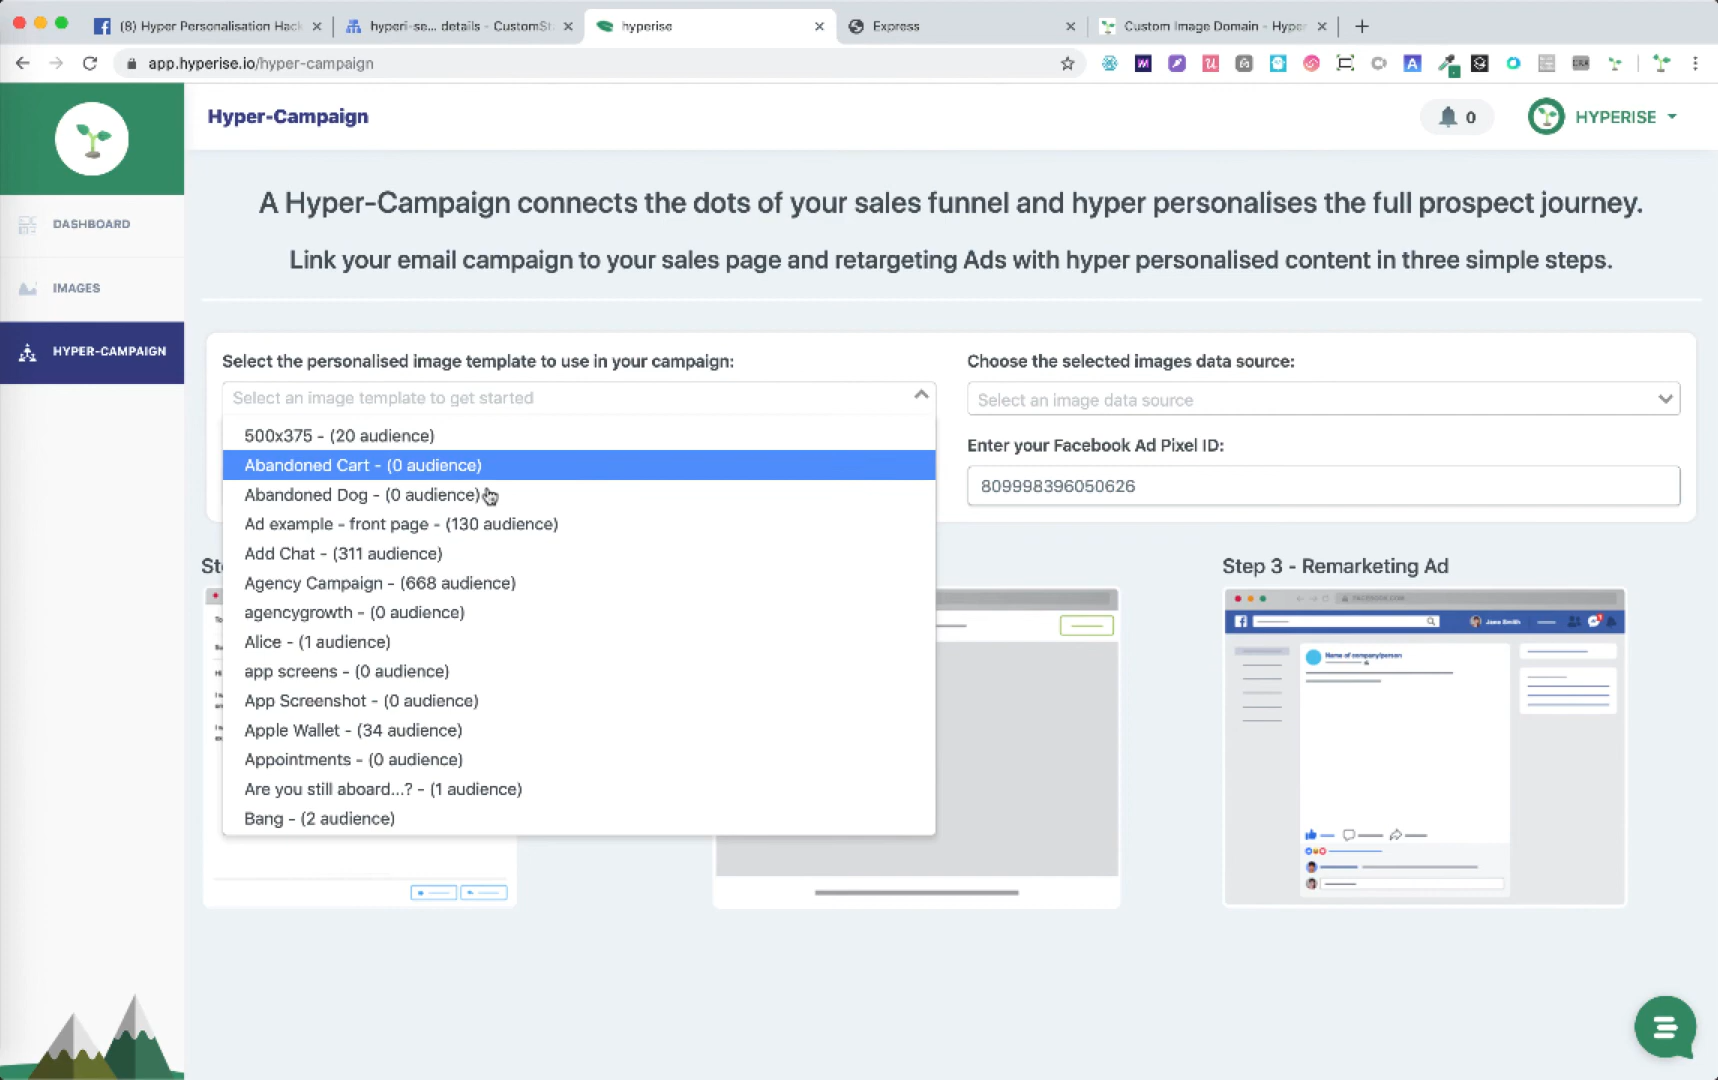 (8) Hyper Personalisation Hack
hyperi-se... details - CustomSt
hyperise
Express
Custom Image Domain - Hyper
app.hyperise.io/hyper-campaign
Hyper-Campaign
0
HYPERISE
DASHBOARD
IMAGES
HYPER-CAMPAIGN
A Hyper-Campaign connects the dots of your sales funnel and hyper personalises the full prospect journey.
Link your email campaign to your sales page and retargeting Ads with hyper personalised content in three simple steps.
Select the personalised image template to use in your campaign:
Select an image template to get started
500x375 - (20 audience)
Abandoned Cart - (0 audience)
Abandoned Dog - (0 audience)
Ad example - front page - (130 audience)
Add Chat - (311 audience)
Agency Campaign - (668 audience)
agencygrowth - (0 audience)
Alice - (1 audience)
app screens - (0 audience)
App Screenshot - (0 audience)
Apple Wallet - (34 audience)
Appointments - (0 audience)
Are you still aboard...? - (1 audience)
Bang - (2 audience)
Choose the selected images data source:
Select an image data source
Enter your Facebook Ad Pixel ID:
809998396050626
Step 3 - Remarketing Ad
FACEBOOK.COM
Jane Smith
Name of company/person